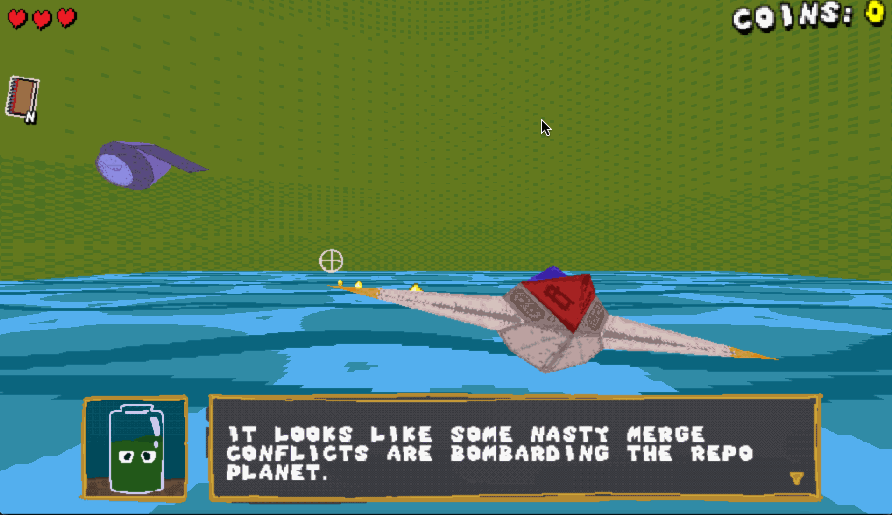 COINS: 0
N
IT LOOKS LIKE SOME NASTY MERGE
CONFLICTS ARE BOMBARDING THE REPO
PLANET.